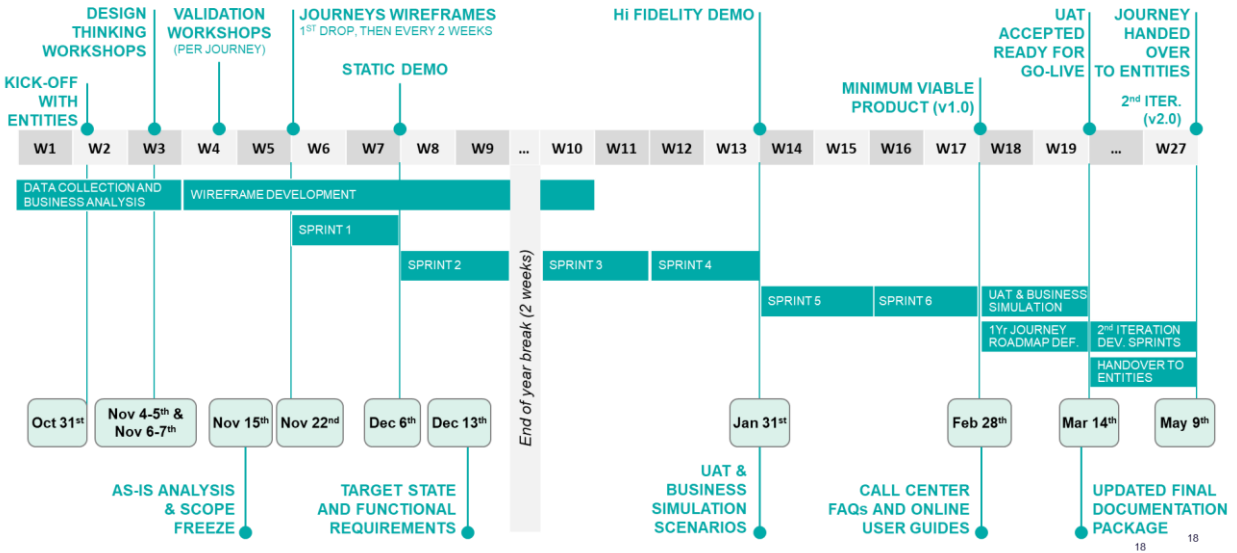 DESIGN
THINKING
WORKSHOPS
VALIDATION
WORKSHOPS
(PER JOURNEY)
JOURNEYS WIREFRAMES
1ST DROP, THEN EVERY 2 WEEKS
Hi FIDELITY DEMO
UAT
ACCEPTED
READY FOR
GO-LIVE
JOURNEY
HANDED
OVER
TO ENTITIES
2nd ITER.
(v2.0)
KICK-OFF
WITH
ENTITIES
STATIC DEMO
MINIMUM VIABLE
PRODUCT (v1.0)
W1 W2 W3 W4 W5 W6 W7 W8 W9 ... W10 W11 W12 W13 W14 W15 W16 W17 W18 W19 ... W27
DATA COLLECTION AND
BUSINESS ANALYSIS
WIREFRAME DEVELOPMENT
SPRINT 1
SPRINT 2
End of year break (2 weeks)
SPRINT 3
SPRINT 4
SPRINT 5
SPRINT 6
UAT & BUSINESS
SIMULATION
1Yr JOURNEY
ROADMAP DEF.
2nd ITERATION
DEV. SPRINTS
HANDOVER TO
ENTITIES
Oct 31st
Nov 4-5th &
Nov 6-7th
Nov 15th
Nov 22nd
Dec 6th
Dec 13th
Jan 31st
Feb 28th
Mar 14th
May 9th
AS-IS ANALYSIS
& SCOPE
FREEZE
TARGET STATE
AND FUNCTIONAL
REQUIREMENTS
UAT &
BUSINESS
SIMULATION
SCENARIOS
CALL CENTER
FAQs AND ONLINE
USER GUIDES
UPDATED FINAL
DOCUMENTATION
PACKAGE
18
18